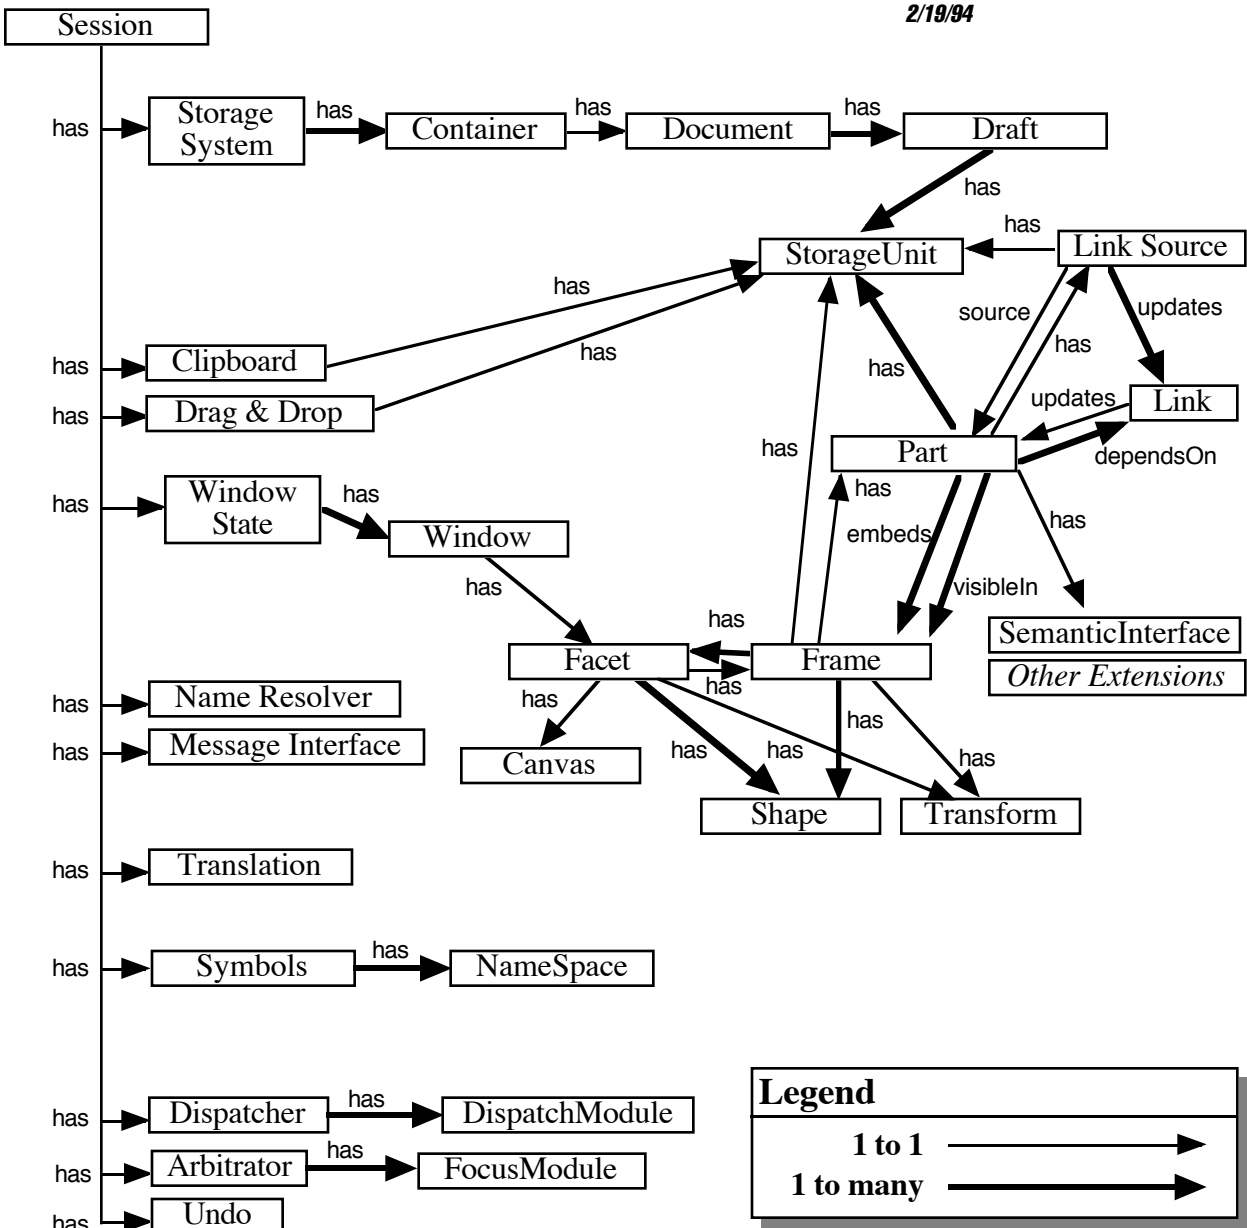 2/19/94
Session
has
Storage
System
has
Container
has
Document
has
Draft
has
StorageUnit
has
Link Source
has
source
has
updates
has
Clipboard
has
has
updates
Link
has
Drag & Drop
has
Part
dependsOn
has
Window
State
has
Window
has
embeds
has
has
visibleIn
SemanticInterface
Other Extensions
has
Facet
has
Frame
has
has
Name Resolver
has
has
Message Interface
Canvas
has
has
has
has
Shape
Transform
has
Translation
has
Symbols
has
NameSpace
has
Dispatcher
has
DispatchModule
has
Arbitrator
has
FocusModule
has
Undo
Legend
1 to 1
1 to many